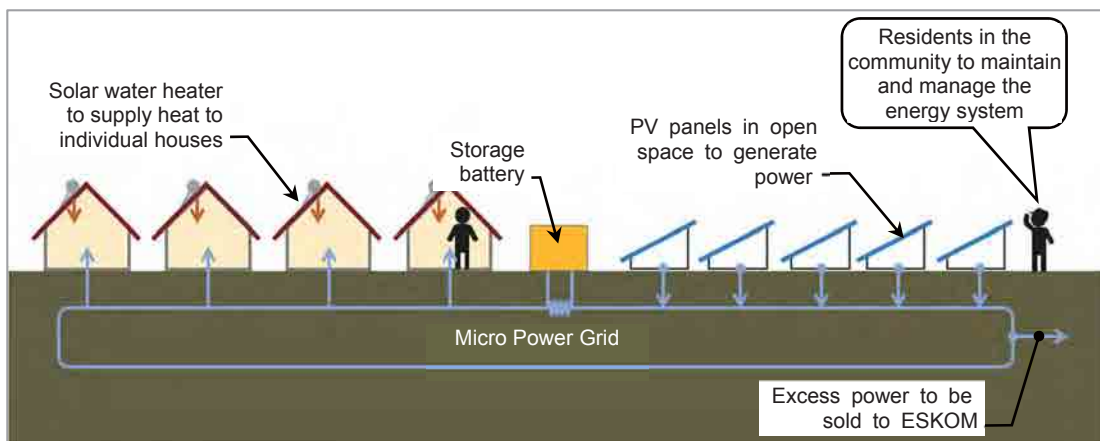 Solar water heater
to supply heat to
individual houses
Storage
battery
PV panels in open
space to generate
power
Residents in the
community to maintain
and manage the
energy system
Micro Power Grid
Excess power to be
sold to ESKOM